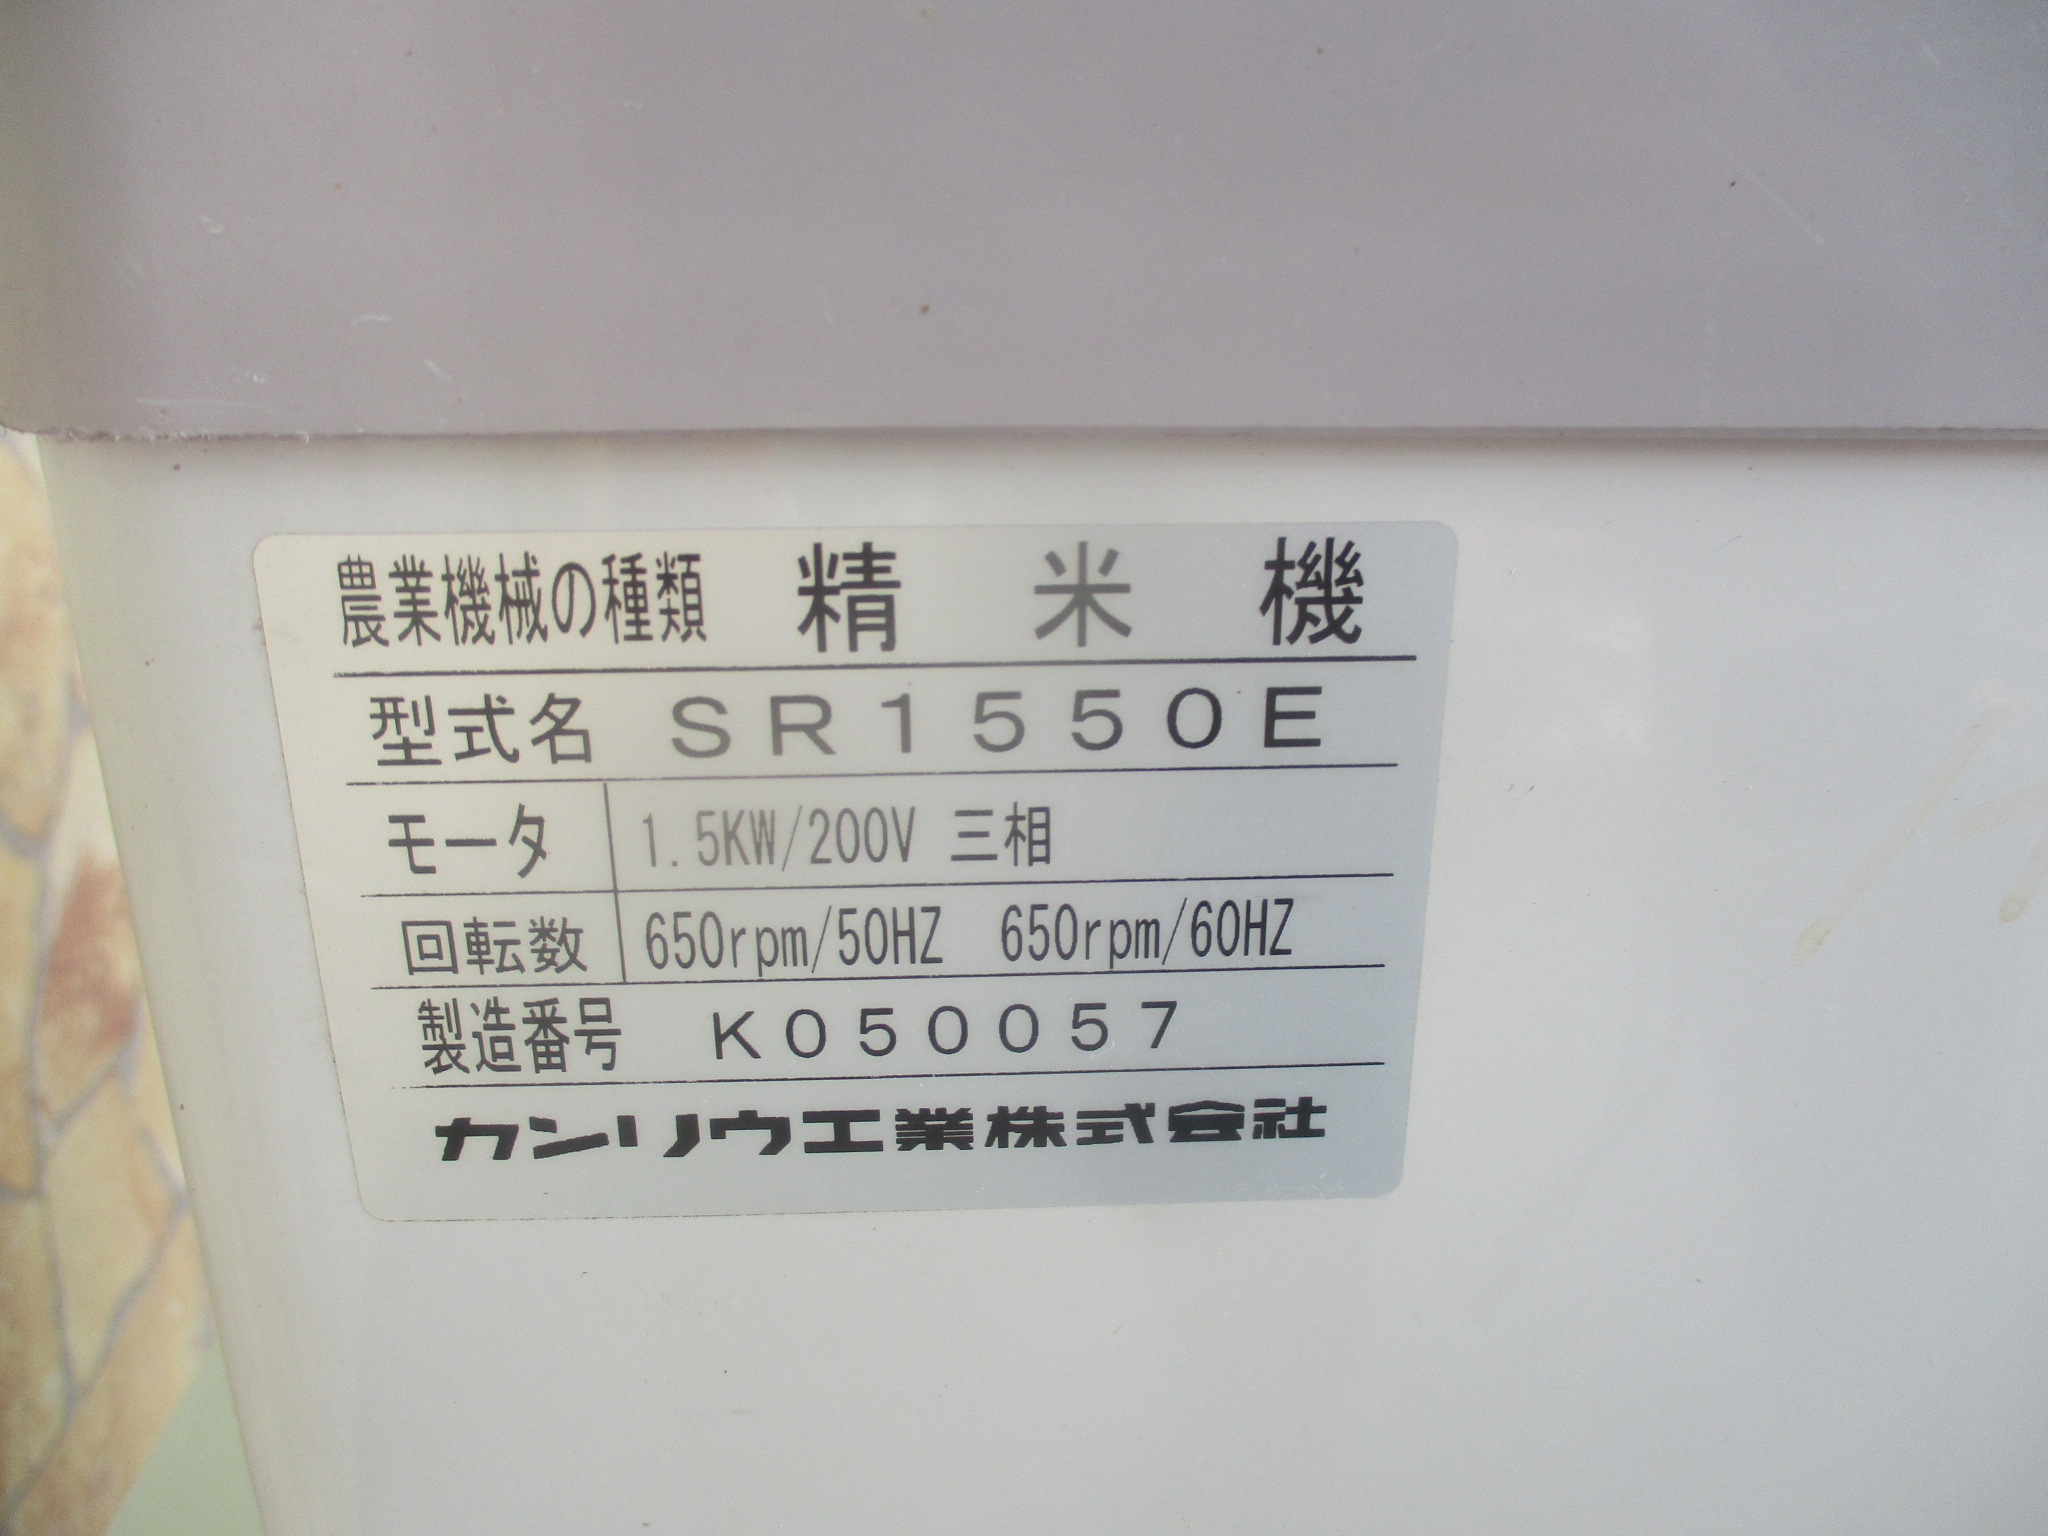 農業機械の種類 精米機
型式名 SR1550E
モータ 1.5KW/200V 三相
回転数 650rpm/50HZ 650rpm/60HZ
製造番号 K050057
カンリウ工業株式会社